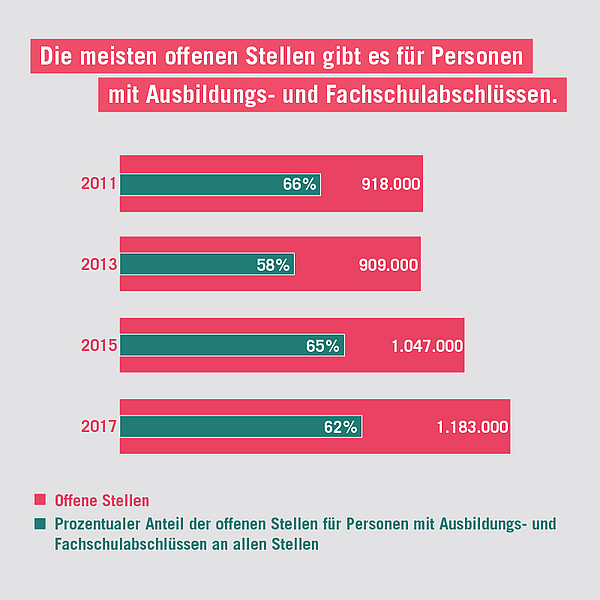 Die meisten offenen Stellen gibt es für Personen
mit Ausbildungs- und Fachschulabschlüssen.
2011 66% 918.000
2013 58% 909.000
2015 65% 1.047.000
2017 62% 1.183.000
Offene Stellen
Prozentualer Anteil der offenen Stellen für Personen mit Ausbildungs- und
Fachschulabschlüssen an allen Stellen